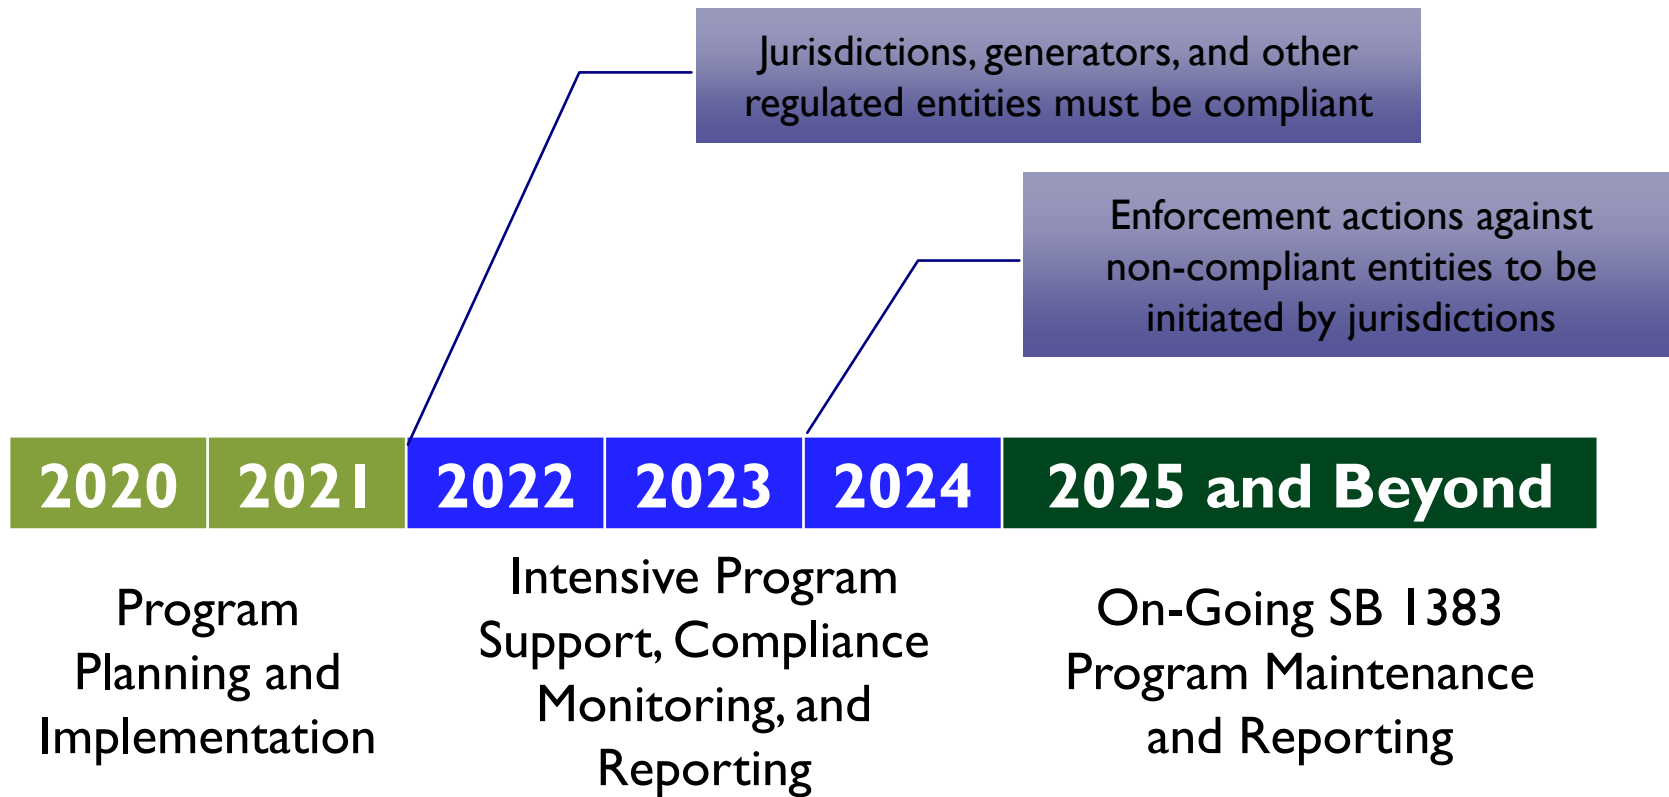 Jurisdictions, generators, and other
regulated entities must be compliant
Enforcement actions against
non-compliant entities to be
initiated by jurisdictions
2020
2021
2022
2023
2024
2025 and Beyond
Program
Planning and
Implementation
Intensive Program
Support, Compliance
Monitoring, and
Reporting
On-Going SB 1383
Program Maintenance
and Reporting